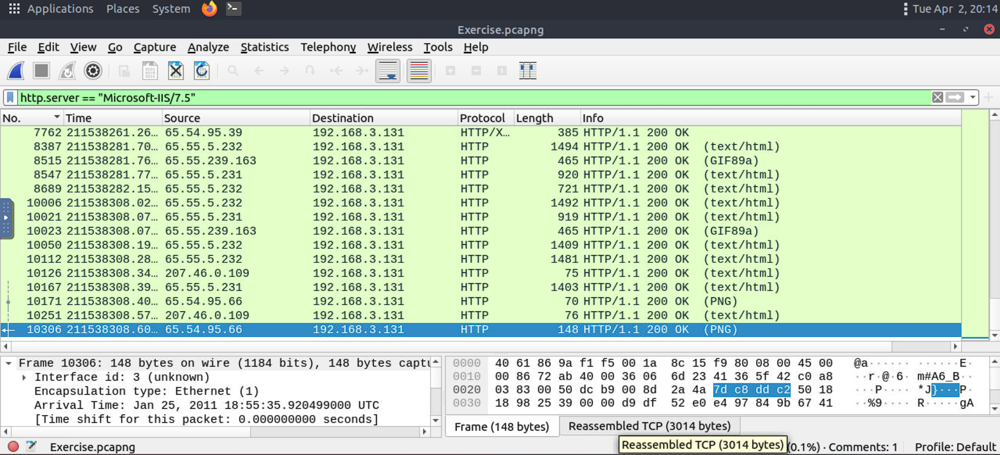 Applications Places System Tue Apr 2, 20:14
Exercise.pcapng
File Edit View Go Capture Analyze Statistics Telephony Wireless Tools Help
http.server == "Microsoft-IIS/7.5"
No. Time Source Destination Protocol Length Info
7762 211538261.26… 65.54.95.39 192.168.3.131 HTTP/X… 385 HTTP/1.1 200 OK
8387 211538281.70… 65.55.5.232 192.168.3.131 HTTP 1494 HTTP/1.1 200 OK (text/html)
8515 211538281.76… 65.55.239.163 192.168.3.131 HTTP 465 HTTP/1.1 200 OK (GIF89a)
8547 211538281.77… 65.55.5.231 192.168.3.131 HTTP 920 HTTP/1.1 200 OK (text/html)
8689 211538282.15… 65.55.5.232 192.168.3.131 HTTP 721 HTTP/1.1 200 OK (text/html)
10006 211538308.02… 65.55.5.232 192.168.3.131 HTTP 1492 HTTP/1.1 200 OK (text/html)
10021 211538308.07… 65.55.5.231 192.168.3.131 HTTP 919 HTTP/1.1 200 OK (text/html)
10023 211538308.07… 65.55.239.163 192.168.3.131 HTTP 465 HTTP/1.1 200 OK (GIF89a)
10050 211538308.19… 65.55.5.232 192.168.3.131 HTTP 1409 HTTP/1.1 200 OK (text/html)
10112 211538308.28… 65.55.5.232 192.168.3.131 HTTP 1481 HTTP/1.1 200 OK (text/html)
10126 211538308.34… 207.46.0.109 192.168.3.131 HTTP 75 HTTP/1.1 200 OK (text/html)
10167 211538308.39… 65.55.5.231 192.168.3.131 HTTP 1403 HTTP/1.1 200 OK (text/html)
10171 211538308.40… 65.54.95.66 192.168.3.131 HTTP 70 HTTP/1.1 200 OK (PNG)
10251 211538308.57… 207.46.0.109 192.168.3.131 HTTP 76 HTTP/1.1 200 OK (text/html)
10306 211538308.60… 65.54.95.66 192.168.3.131 HTTP 148 HTTP/1.1 200 OK (PNG)
Frame 10306: 148 bytes on wire (1184 bits), 148 bytes captu
Interface id: 3 (unknown)
Encapsulation type: Ethernet (1)
Arrival Time: Jan 25, 2011 18:55:35.920499000 UTC
[Time shift for this packet: 0.000000000 seconds]
0000 40 61 86 9a f1 f5 00 1a 8c 15 f9 80 08 00 45 00 @a······ ······E·
0010 00 86 72 ab 40 00 36 06 6d 23 41 36 5f 42 c0 a8 ··r·@·6· m#A6_B··
0020 03 83 00 50 dc b9 00 8d 2a 4a 7d c8 dd c2 50 18 ···P···· *J}···P·
0030 18 98 25 39 00 00 d9 df 52 e0 e4 97 84 9b 67 41 ··%9···· R·····gA
Frame (148 bytes) Reassembled TCP (3014 bytes)
Reassembled TCP (3014 bytes)
Exercise.pcapng (0.1%) · Comments: 1 Profile: Default